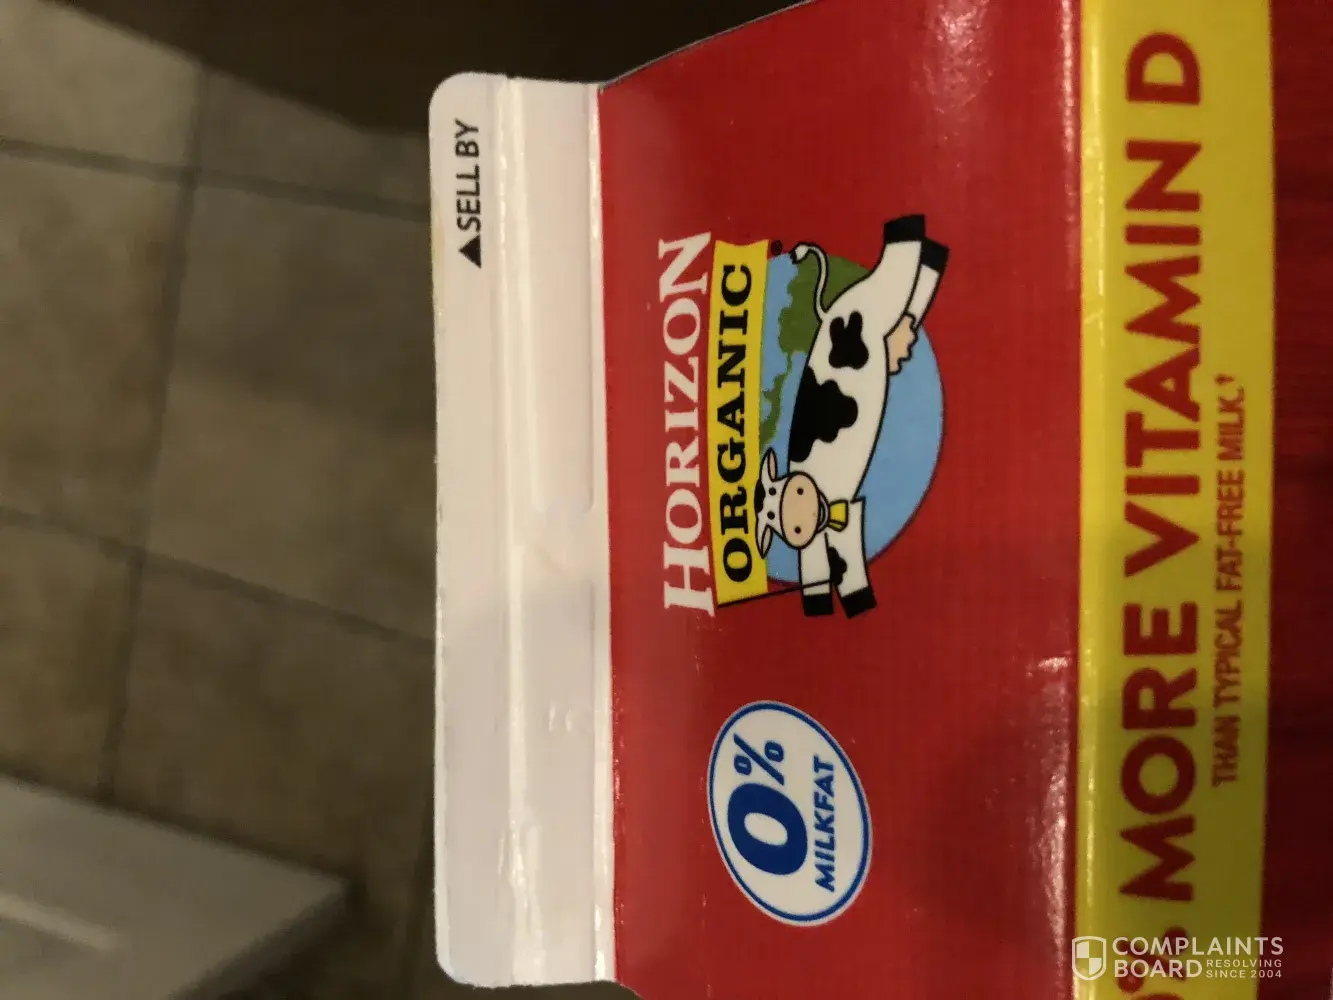 ▲SELL BY
HORIZON
ORGANIC®
0%
MILKFAT
% MORE VITAMIN D
THAN TYPICAL FAT-FREE MILK.†
COMPLAINTS
BOARD RESOLVING
SINCE 2004